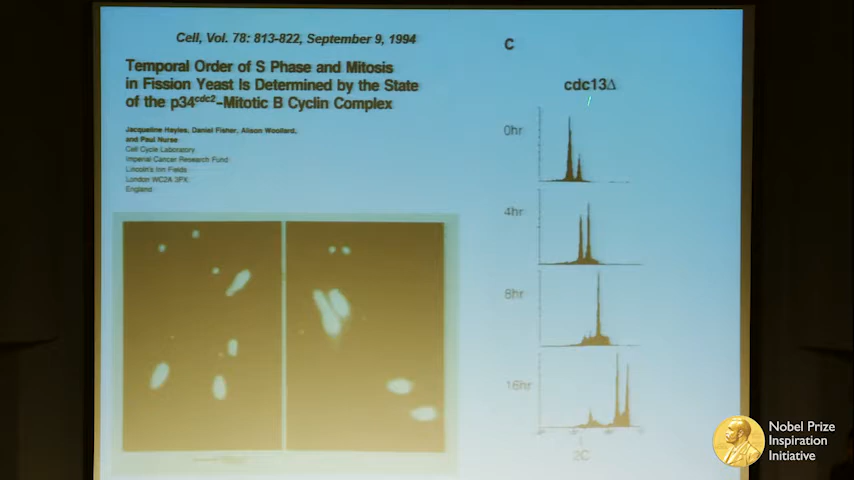 Cell, Vol. 78: 813-822, September 9, 1994
Temporal Order of S Phase and Mitosis
in Fission Yeast Is Determined by the State
of the p34cdc2-Mitotic B Cyclin Complex
Jacqueline Hayles, Daniel Fisher, Alison Woollard,
and Paul Nurse
Cell Cycle Laboratory
Imperial Cancer Research Fund
Lincoln's Inn Fields
London WC2A 3PX
England
C
cdc13Δ
0hr
4hr
8hr
16hr
2C
Nobel Prize
Inspiration
Initiative